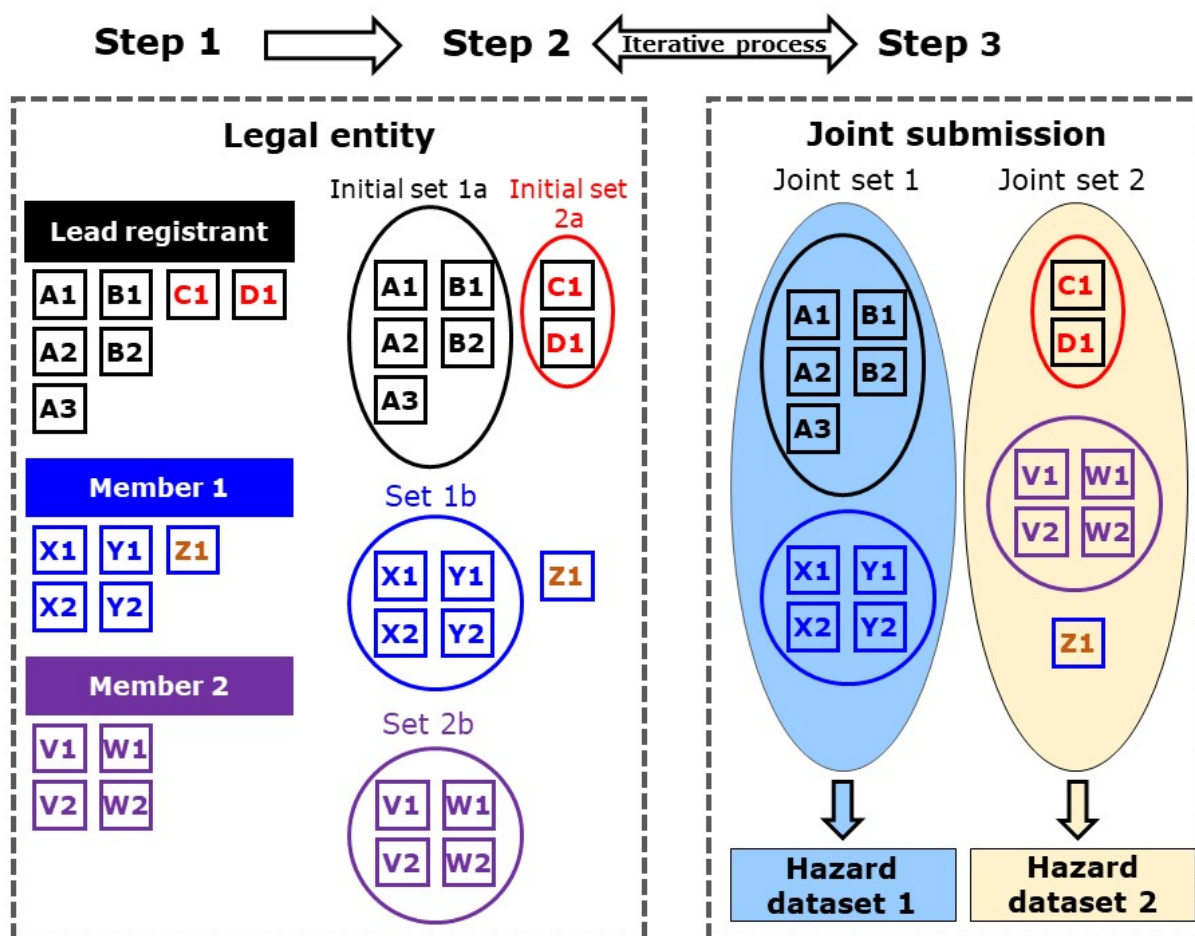 Step 1
Step 2
Iterative process
Step 3
Legal entity
Initial set 1a
Initial set
2a
Lead registrant
A1 B1 C1 D1
A2 B2
A3
A1 B1
A2 B2
A3
C1
D1
Member 1
X1 Y1 Z1
X2 Y2
Set 1b
X1 Y1
X2 Y2
Z1
Member 2
V1 W1
V2 W2
Set 2b
V1 W1
V2 W2
Joint submission
Joint set 1
A1 B1
A2 B2
A3
X1 Y1
X2 Y2
Hazard
dataset 1
Joint set 2
C1
D1
V1 W1
V2 W2
Z1
Hazard
dataset 2